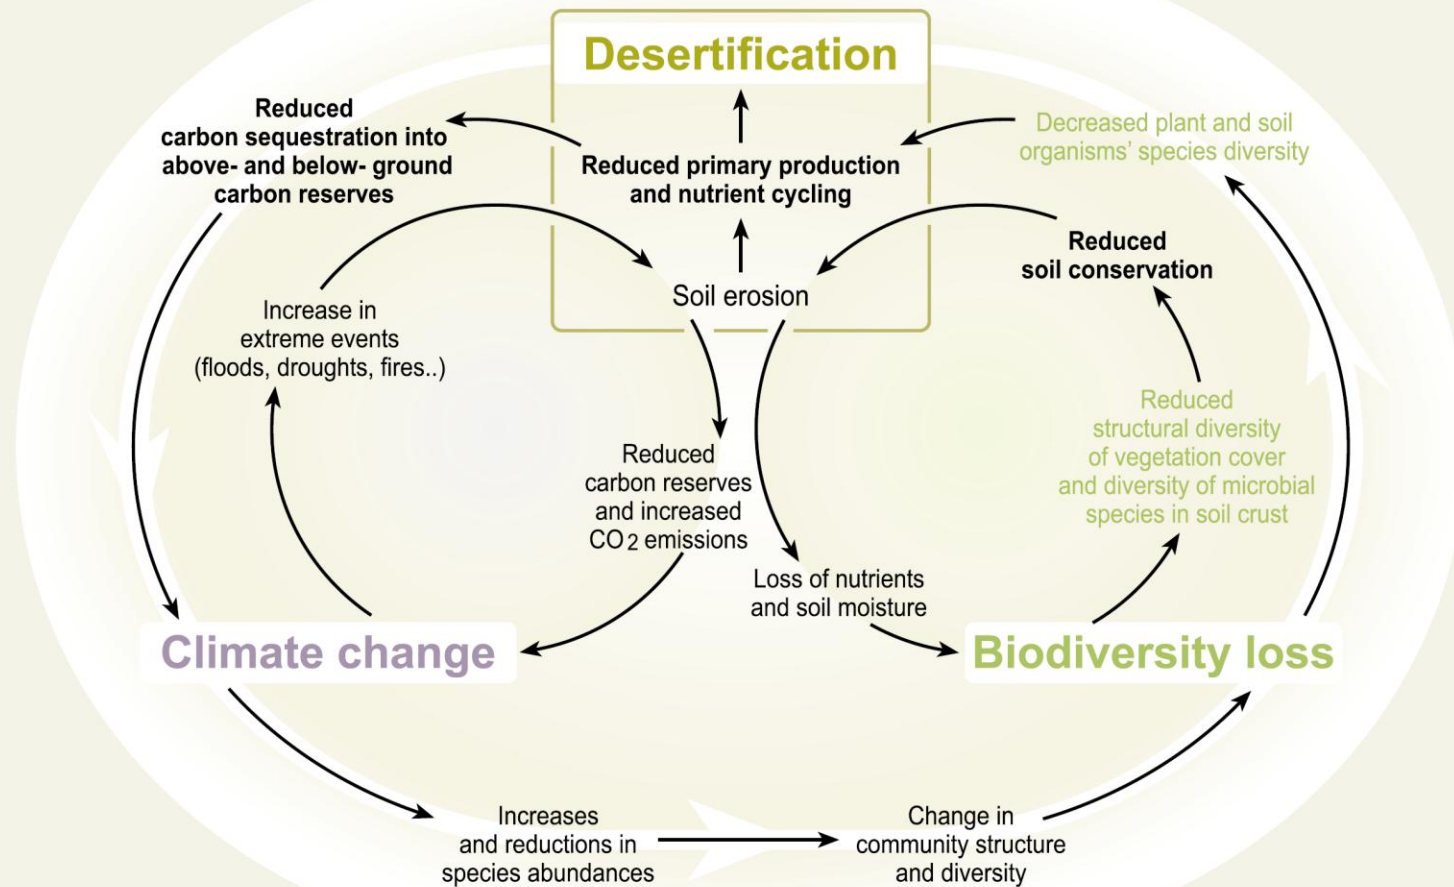 Desertification
Reduced
carbon sequestration into
above- and below- ground
carbon reserves
Reduced primary production
and nutrient cycling
Decreased plant and soil
organisms' species diversity
Reduced
soil conservation
Soil erosion
Increase in
extreme events
(floods, droughts, fires..)
Reduced
structural diversity
of vegetation cover
and diversity of microbial
species in soil crust
Reduced
carbon reserves
and increased
CO2 emissions
Loss of nutrients
and soil moisture
Climate change
Biodiversity loss
Increases
and reductions in
species abundances
Change in
community structure
and diversity